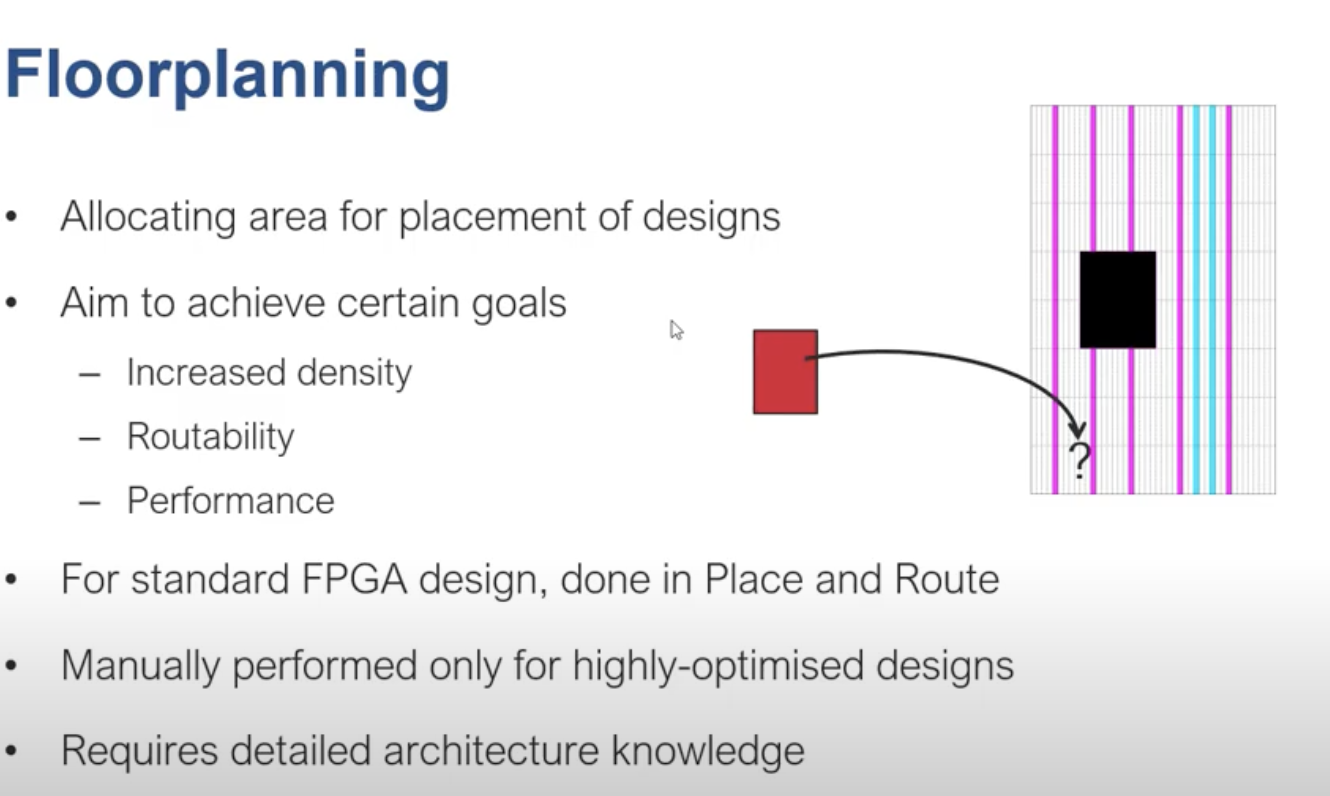 Floorplanning
• Allocating area for placement of designs
• Aim to achieve certain goals
– Increased density
– Routability
– Performance
?
• For standard FPGA design, done in Place and Route
• Manually performed only for highly-optimised designs
• Requires detailed architecture knowledge